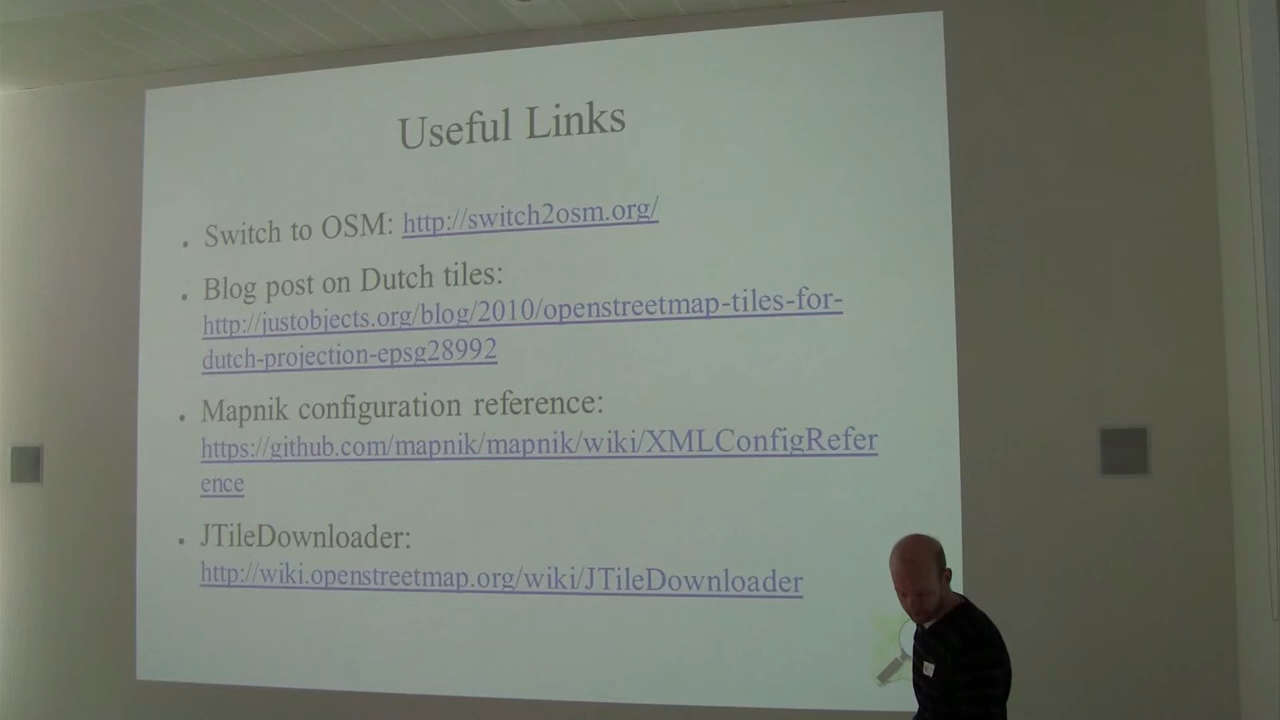 Useful Links
• Switch to OSM: http://switch2osm.org/
• Blog post on Dutch tiles:
http://justobjects.org/blog/2010/openstreetmap-tiles-for-
dutch-projection-epsg28992
• Mapnik configuration reference:
https://github.com/mapnik/mapnik/wiki/XMLConfigRefer
ence
• JTileDownloader:
http://wiki.openstreetmap.org/wiki/JTileDownloader